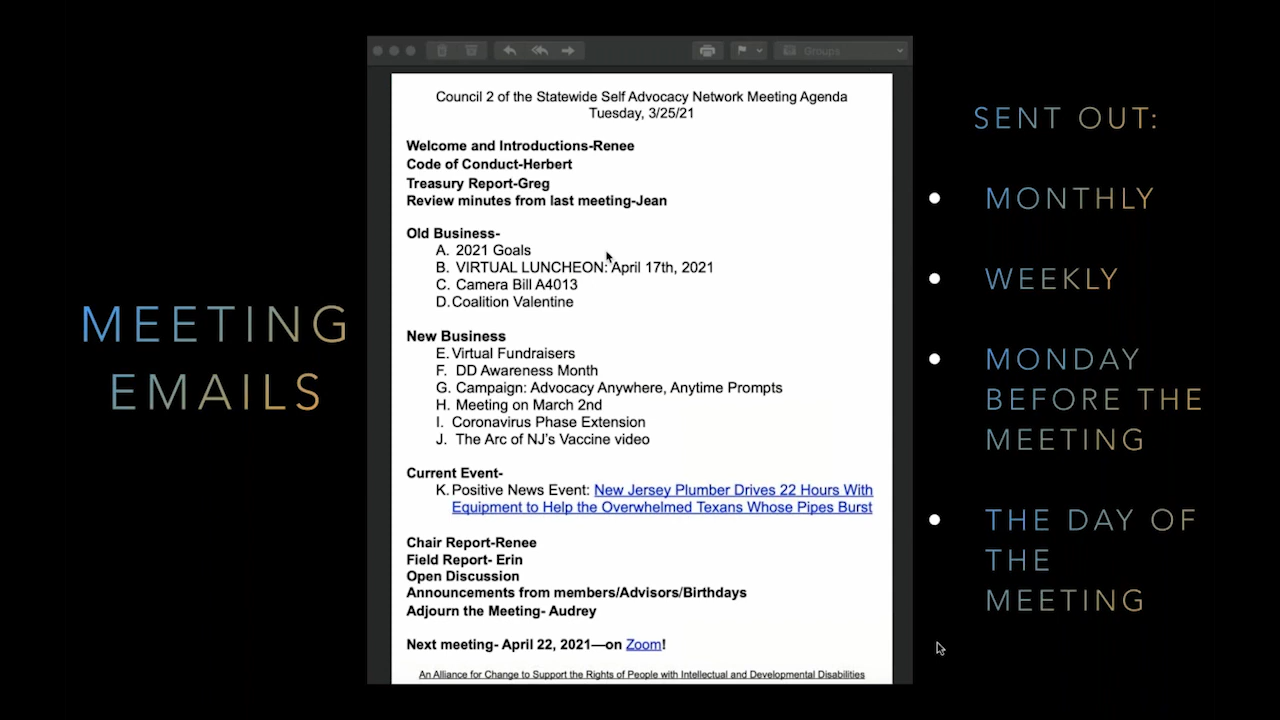 MEETING
EMAILS
Groups
Council 2 of the Statewide Self Advocacy Network Meeting Agenda
Tuesday, 3/25/21
Welcome and Introductions-Renee
Code of Conduct-Herbert
Treasury Report-Greg
Review minutes from last meeting-Jean
Old Business-
A. 2021 Goals
B. VIRTUAL LUNCHEON: April 17th, 2021
C. Camera Bill A4013
D. Coalition Valentine
New Business
E. Virtual Fundraisers
F. DD Awareness Month
G. Campaign: Advocacy Anywhere, Anytime Prompts
H. Meeting on March 2nd
I. Coronavirus Phase Extension
J. The Arc of NJ's Vaccine video
Current Event-
K. Positive News Event: New Jersey Plumber Drives 22 Hours With
Equipment to Help the Overwhelmed Texans Whose Pipes Burst
Chair Report-Renee
Field Report- Erin
Open Discussion
Announcements from members/Advisors/Birthdays
Adjourn the Meeting- Audrey
Next meeting- April 22, 2021—on Zoom!
An Alliance for Change to Support the Rights of People with Intellectual and Developmental Disabilities
SENT OUT:
• MONTHLY
• WEEKLY
• MONDAY
BEFORE THE
MEETING
• THE DAY OF
THE
MEETING